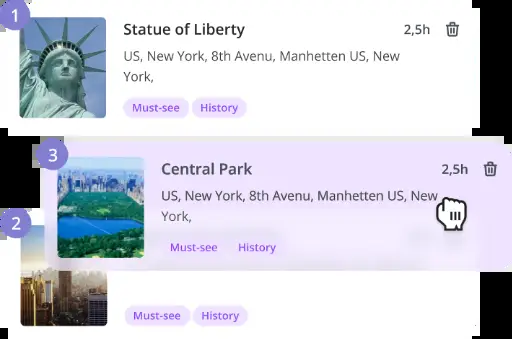 1
Statue of Liberty 2,5h
US, New York, 8th Avenu, Manhetten US, New
York,
Must-see History
3
Central Park 2,5h
US, New York, 8th Avenu, Manhetten US, New
York,
Must-see History
2
Must-see History